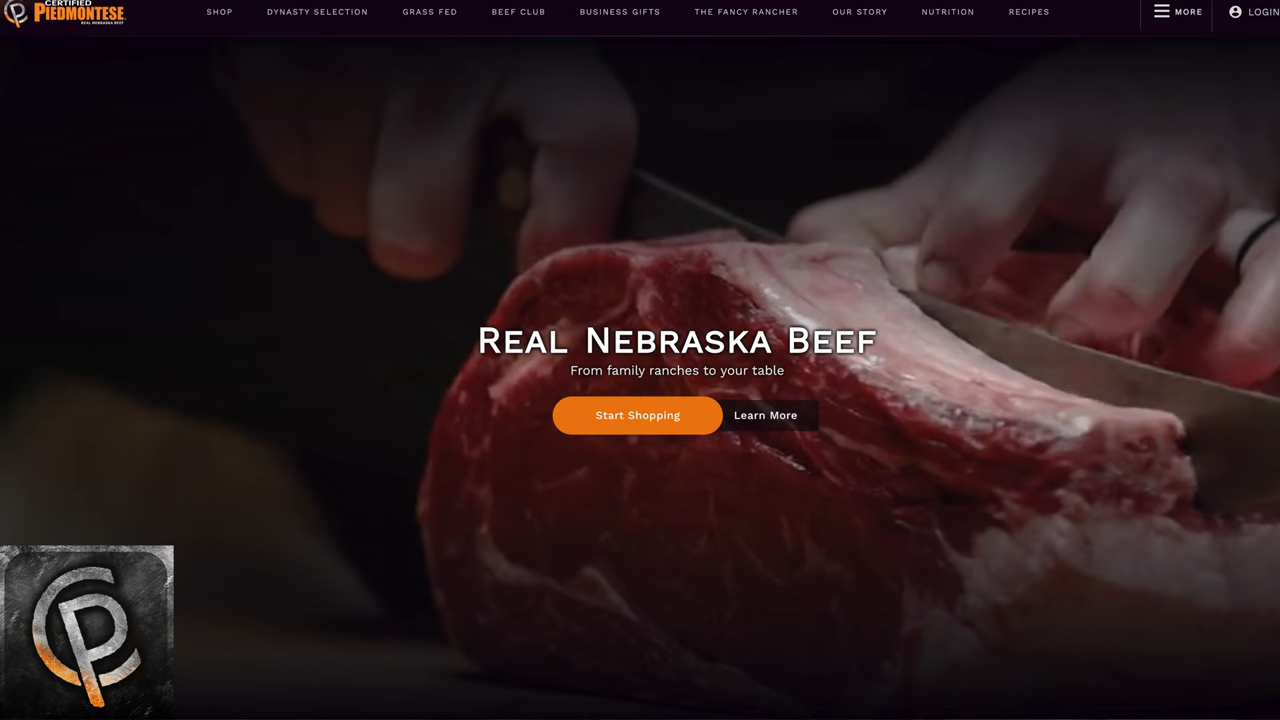 CERTIFIED
PIEDMONTESE
REAL NEBRASKA BEEF
SHOP
DYNASTY SELECTION
GRASS FED
BEEF CLUB
BUSINESS GIFTS
THE FANCY RANCHER
OUR STORY
NUTRITION
RECIPES
MORE
LOGIN
REAL NEBRASKA BEEF
From family ranches to your table
Start Shopping
Learn More
CP